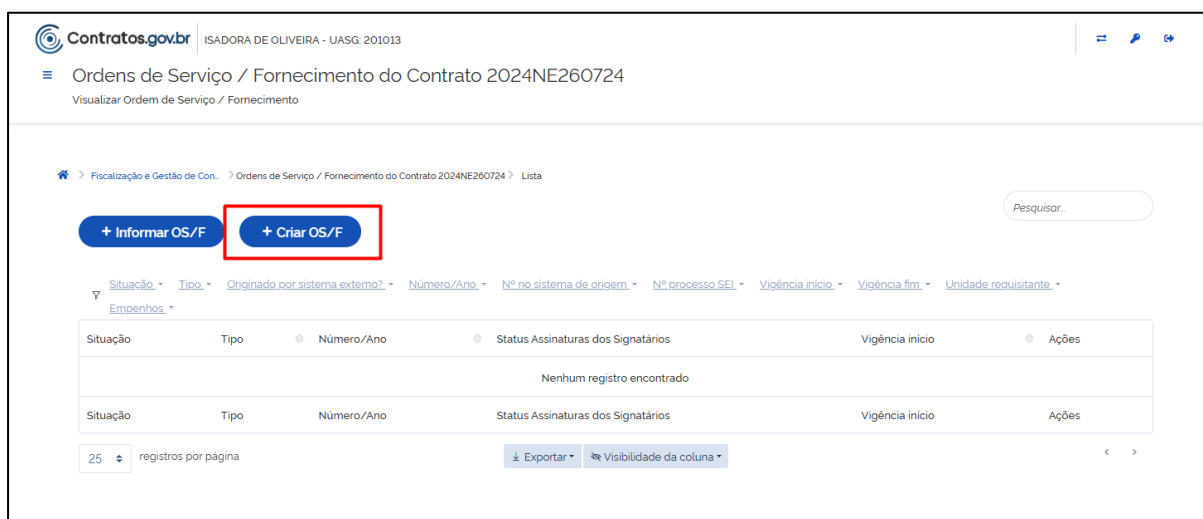 Contratos.gov.br ISADORA DE OLIVEIRA - UASG: 201013
Ordens de Serviço / Fornecimento do Contrato 2024NE260724
Visualizar Ordem de Serviço / Fornecimento
Fiscalização e Gestão de Con... > Ordens de Serviço / Fornecimento do Contrato 2024NE260724 > Lista
Pesquisar...
+ Informar OS/F + Criar OS/F
Situação Tipo Originado por sistema externo? Número/Ano Nº no sistema de origem Nº processo SEI Vigência início Vigência fim Unidade requisitante
Empenhos
Situação Tipo Número/Ano Status Assinaturas dos Signatários Vigência início Ações
Nenhum registro encontrado
Situação Tipo Número/Ano Status Assinaturas dos Signatários Vigência início Ações
25 registros por página Exportar Visibilidade da coluna < >